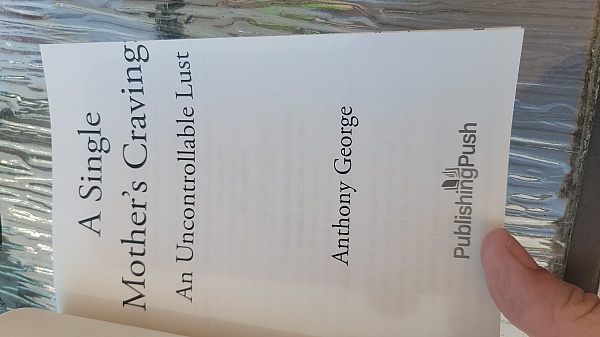 A Single
Mother's Craving
An Uncontrollable Lust
Anthony George
PublishingPush